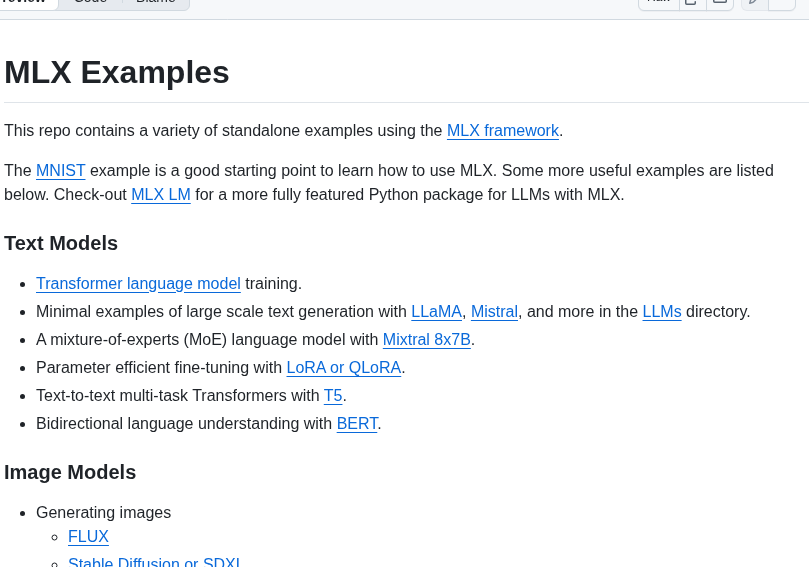 Code
Blame
MLX Examples
This repo contains a variety of standalone examples using the MLX framework.
The MNIST example is a good starting point to learn how to use MLX. Some more useful examples are listed
below. Check-out MLX LM for a more fully featured Python package for LLMs with MLX.
Text Models
Transformer language model training.
Minimal examples of large scale text generation with LLaMA, Mistral, and more in the LLMs directory.
A mixture-of-experts (MoE) language model with Mixtral 8x7B.
Parameter efficient fine-tuning with LoRA or QLoRA.
Text-to-text multi-task Transformers with T5.
Bidirectional language understanding with BERT.
Image Models
Generating images
FLUX
Stable Diffusion or SDXL